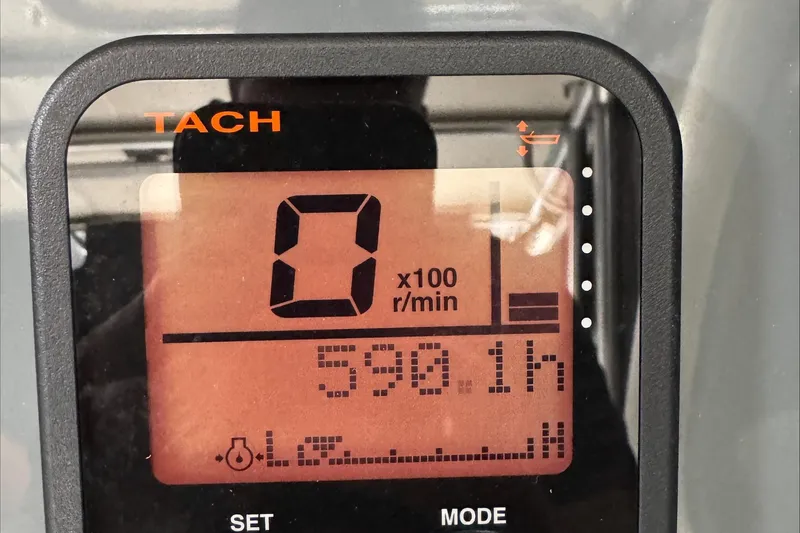 TACH
0
x100
r/min
590.1h
L H
SET MODE